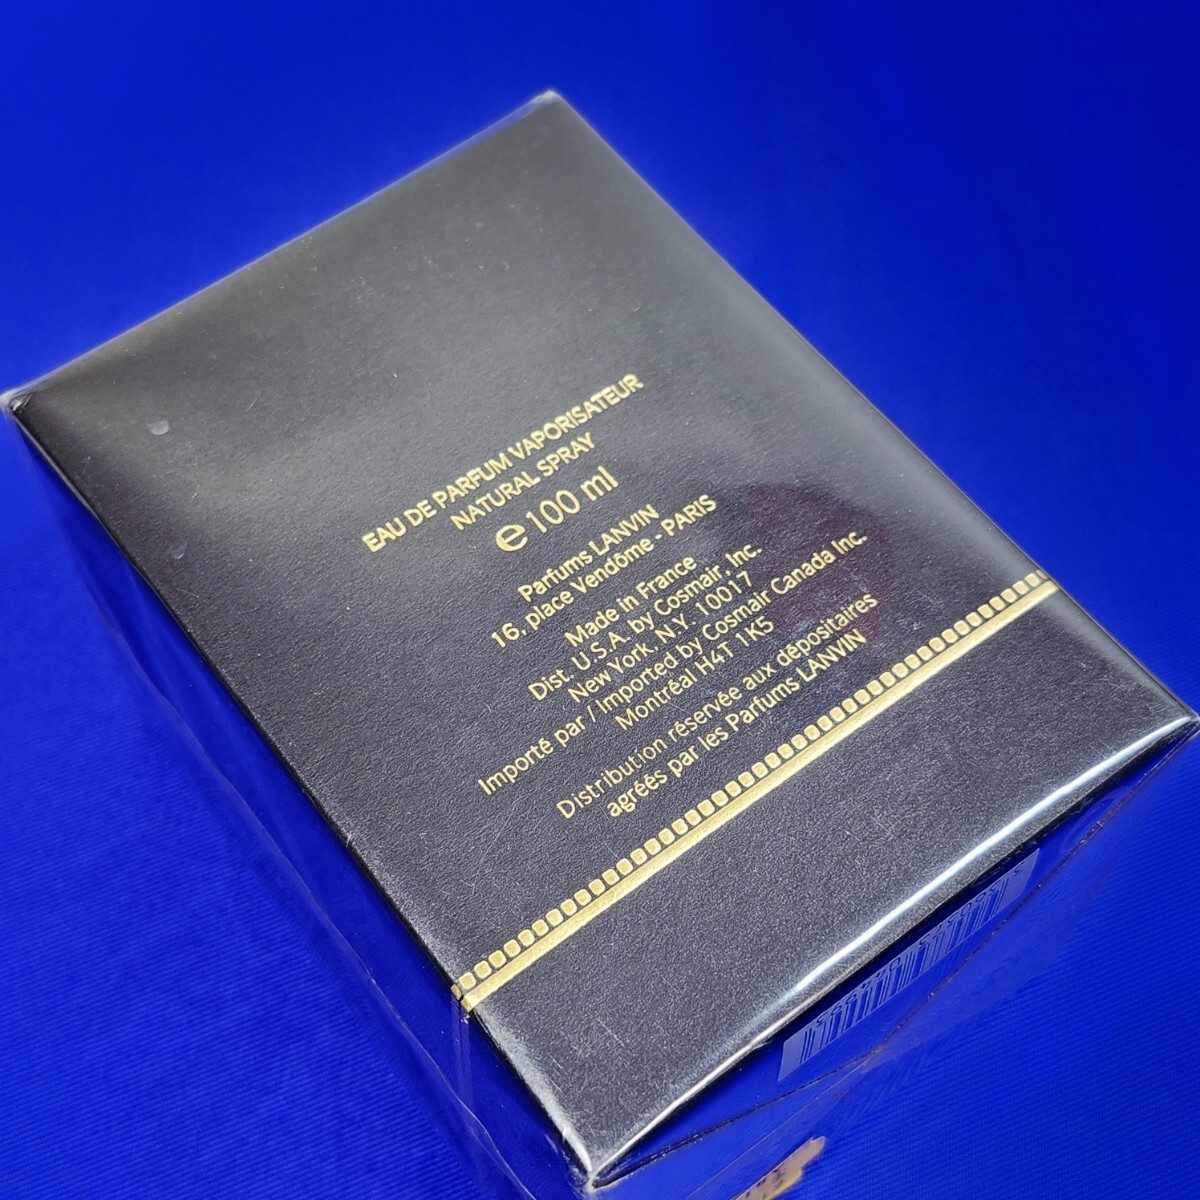 EAU DE PARFUM VAPORISATEUR
NATURAL SPRAY
e 100 ml
Parfums LANVIN
16, place Vendôme - PARIS
Made in France
Dist. U.S.A. by Cosmair, Inc.
New York, N.Y. 10017
Importé par / Imported by Cosmair Canada Inc.
Montréal H4T 1K5
Distribution réservée aux dépositaires
agréés par les Parfums LANVIN